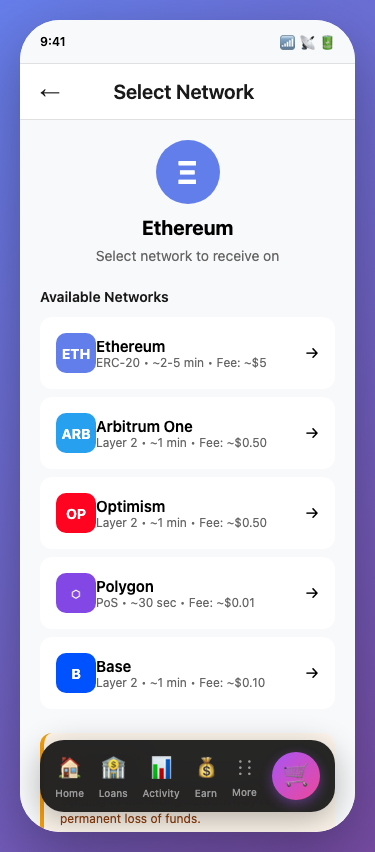 9:41
← Select Network
Ξ
Ethereum
Select network to receive on
Available Networks
ETH
Ethereum
ERC-20 • ~2-5 min • Fee: ~$5
→
ARB
Arbitrum One
Layer 2 • ~1 min • Fee: ~$0.50
→
OP
Optimism
Layer 2 • ~1 min • Fee: ~$0.50
→
Polygon
PoS • ~30 sec • Fee: ~$0.01
→
B
Base
Layer 2 • ~1 min • Fee: ~$0.10
→
Home
Loans
Activity
Earn
More
permanent loss of funds.